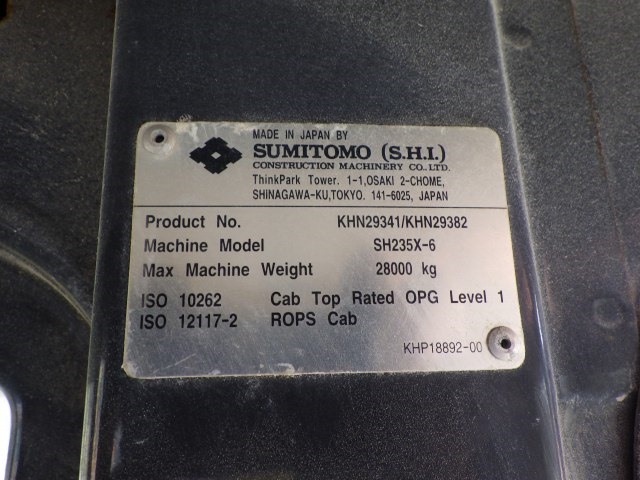 MADE IN JAPAN BY
SUMITOMO (S.H.I.)
CONSTRUCTION MACHINERY CO., LTD.
ThinkPark Tower. 1-1,OSAKI 2-CHOME,
SHINAGAWA-KU,TOKYO. 141-6025, JAPAN
Product No. KHN29341/KHN29382
Machine Model SH235X-6
Max Machine Weight 28000 kg
ISO 10262 Cab Top Rated OPG Level 1
ISO 12117-2 ROPS Cab
KHP18892-00